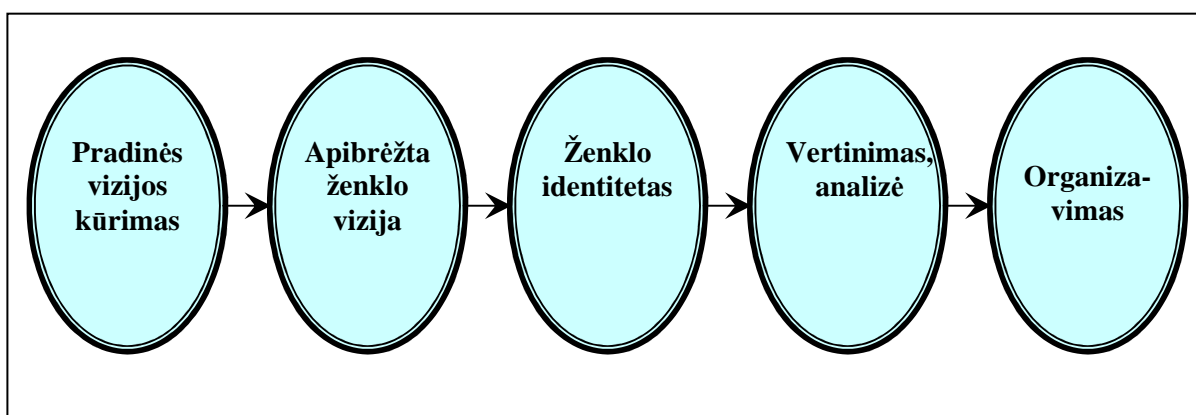 Pradinės
vizijos
kūrimas
Apibrėžta
ženklo
vizija
Ženklo
identitetas
Vertinimas,
analizė
Organiza-
vimas